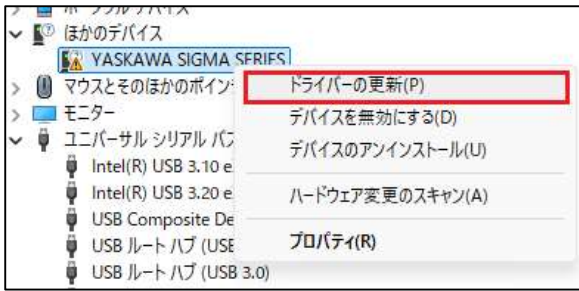 ほかのデバイス
YASKAWA SIGMA SERIES
マウスとそのほかのポイン
ドライバーの更新(P)
モニター
デバイスを無効にする(D)
ユニバーサル シリアル バス
デバイスのアンインストール(U)
Intel(R) USB 3.10 e
Intel(R) USB 3.20 e
ハードウェア変更のスキャン(A)
USB Composite De
プロパティ(R)
USB ルート ハブ (USB
USB ルート ハブ (USB 3.0)